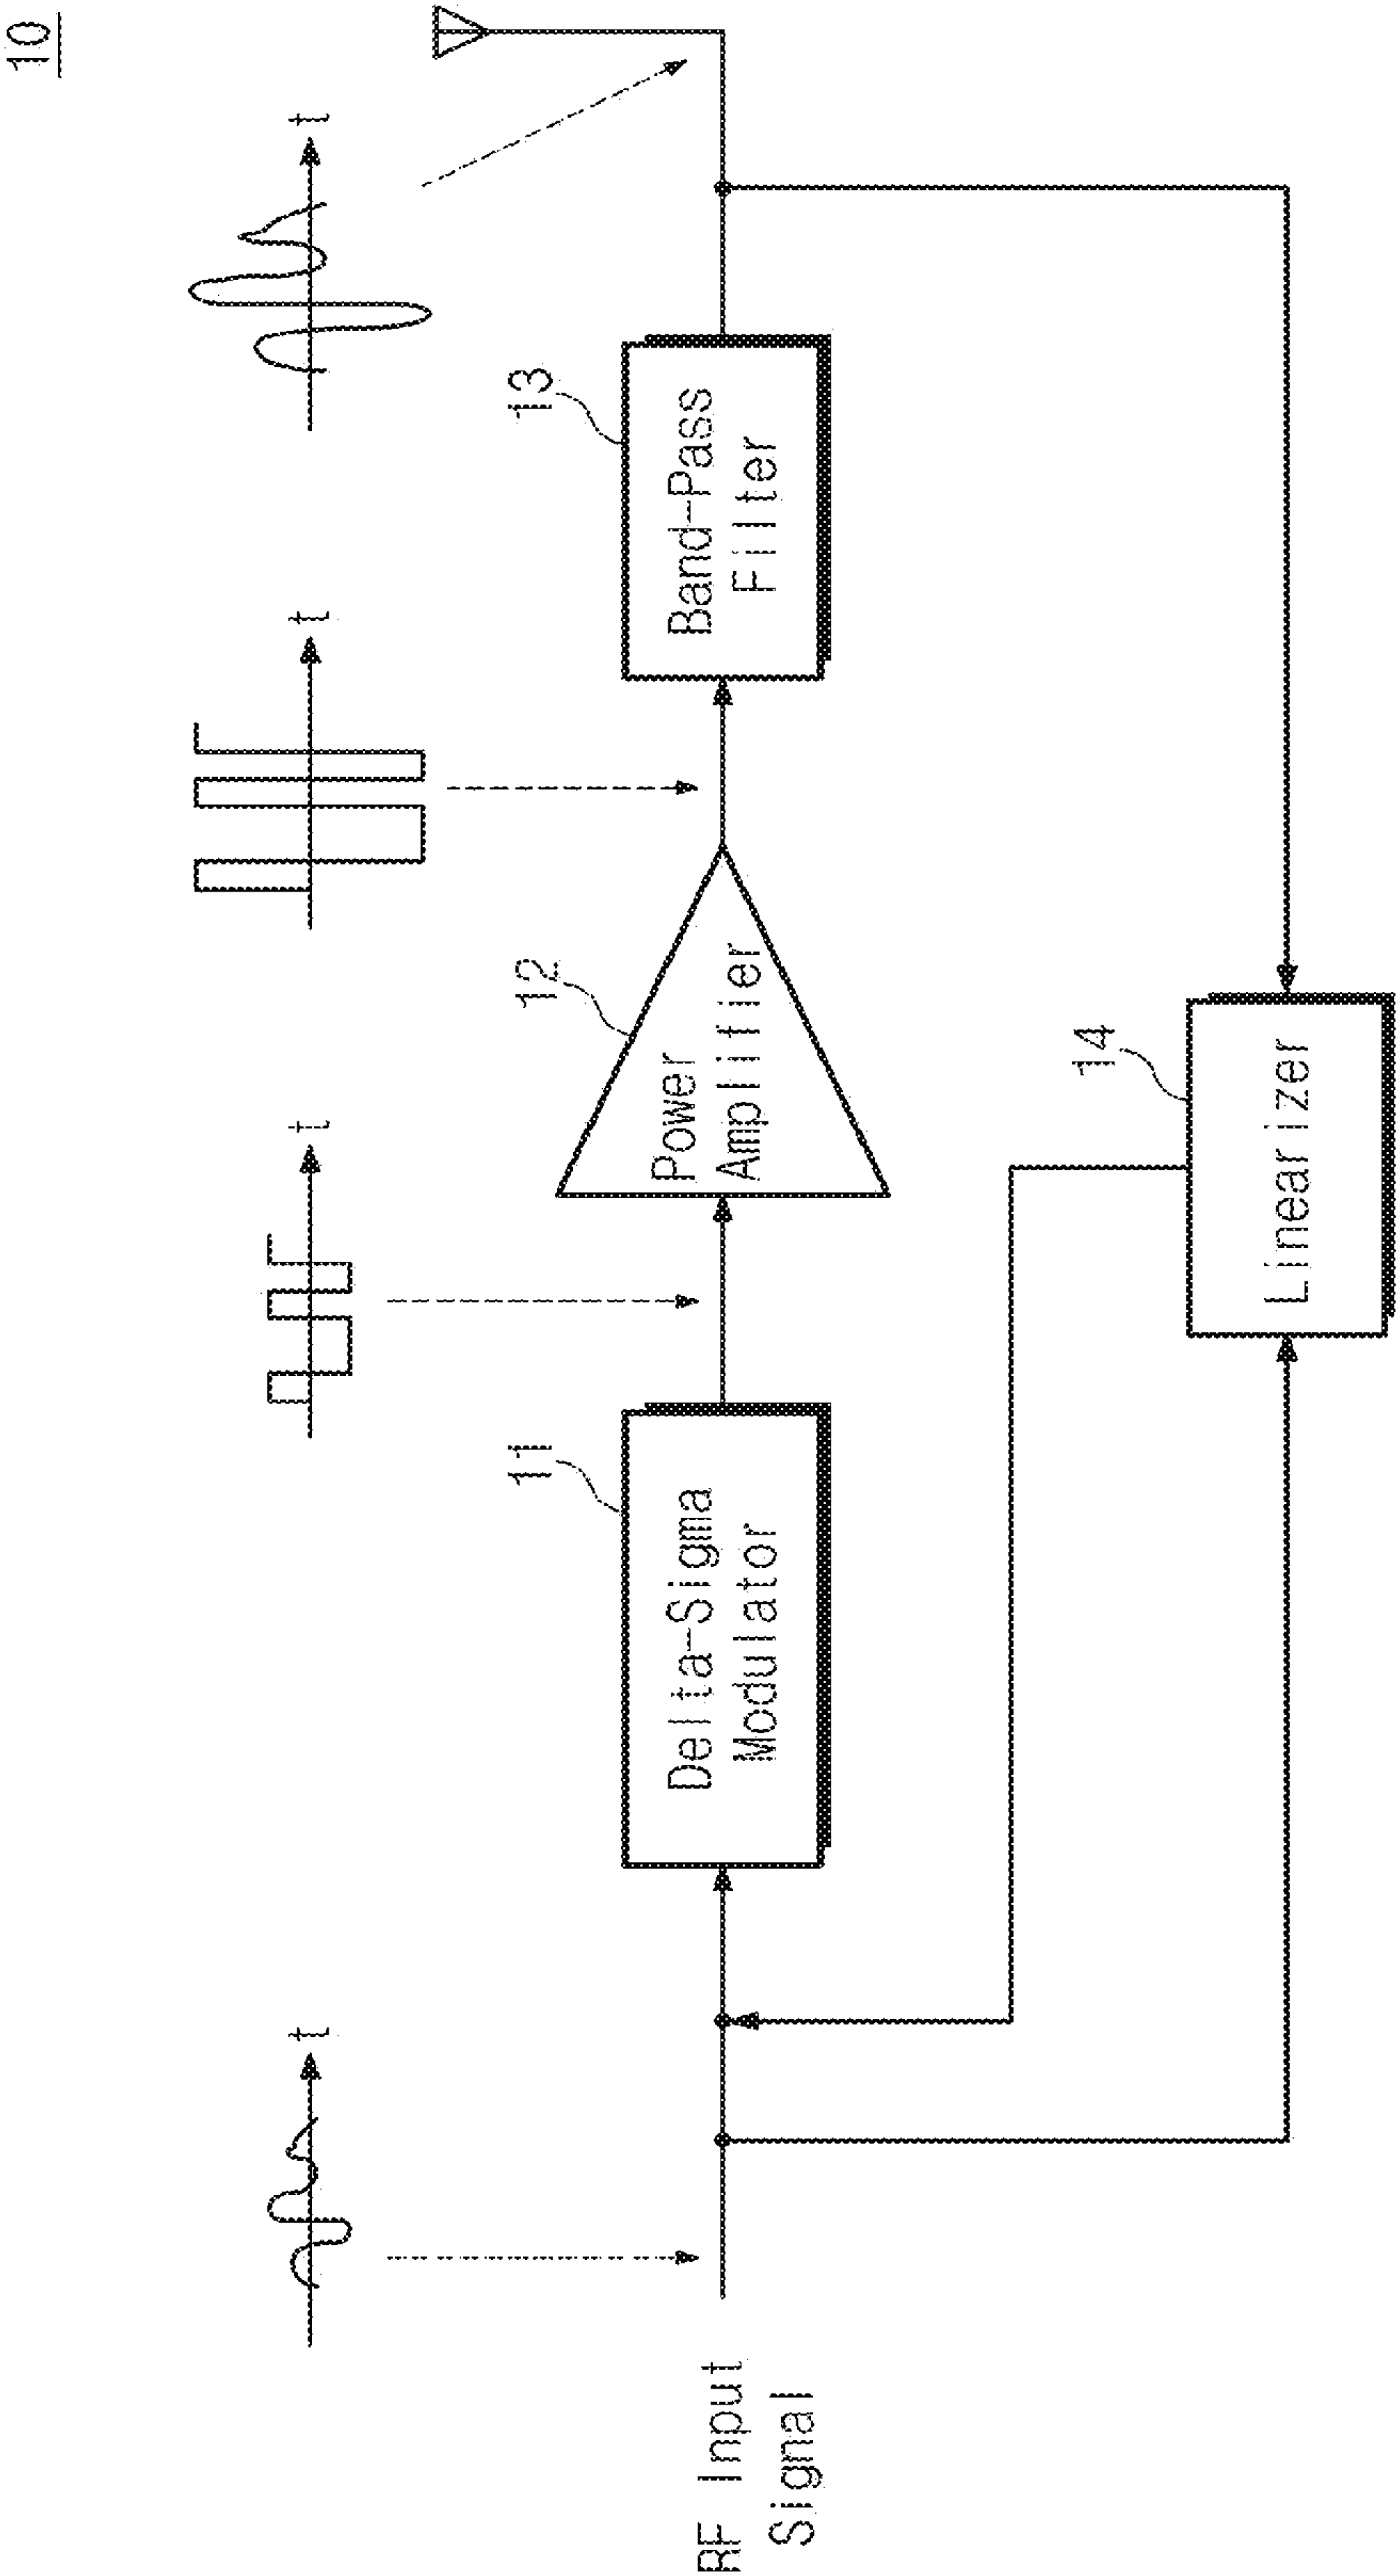 10
t
t
t
t
RF Input
Signal
11
Delta-Sigma
Modulator
12
Power
Amplifier
13
Band-Pass
Filter
14
Linearizer